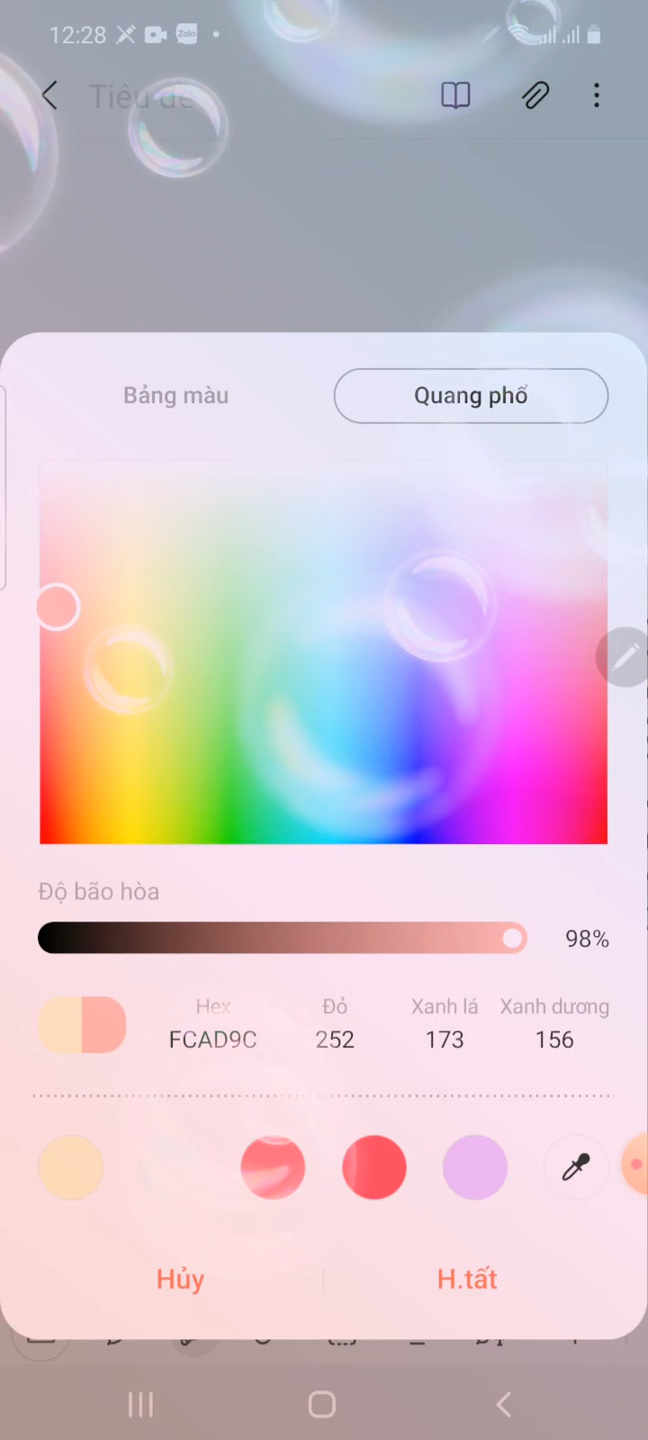 12:28 Zalo
Tiêu đề
Bảng màu Quang phổ
Độ bão hòa
98%
Hex Đỏ Xanh lá Xanh dương
FCAD9C 252 173 156
Hủy H.tất